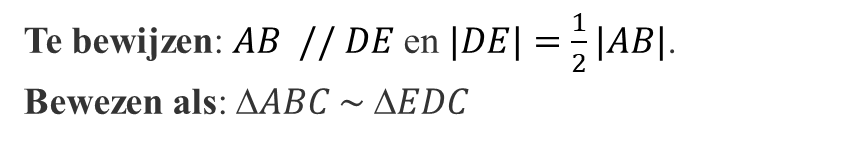 Te bewijzen: AB // DE en |DE| = 1/2 |AB|.
Bewezen als: ΔABC ~ ΔEDC